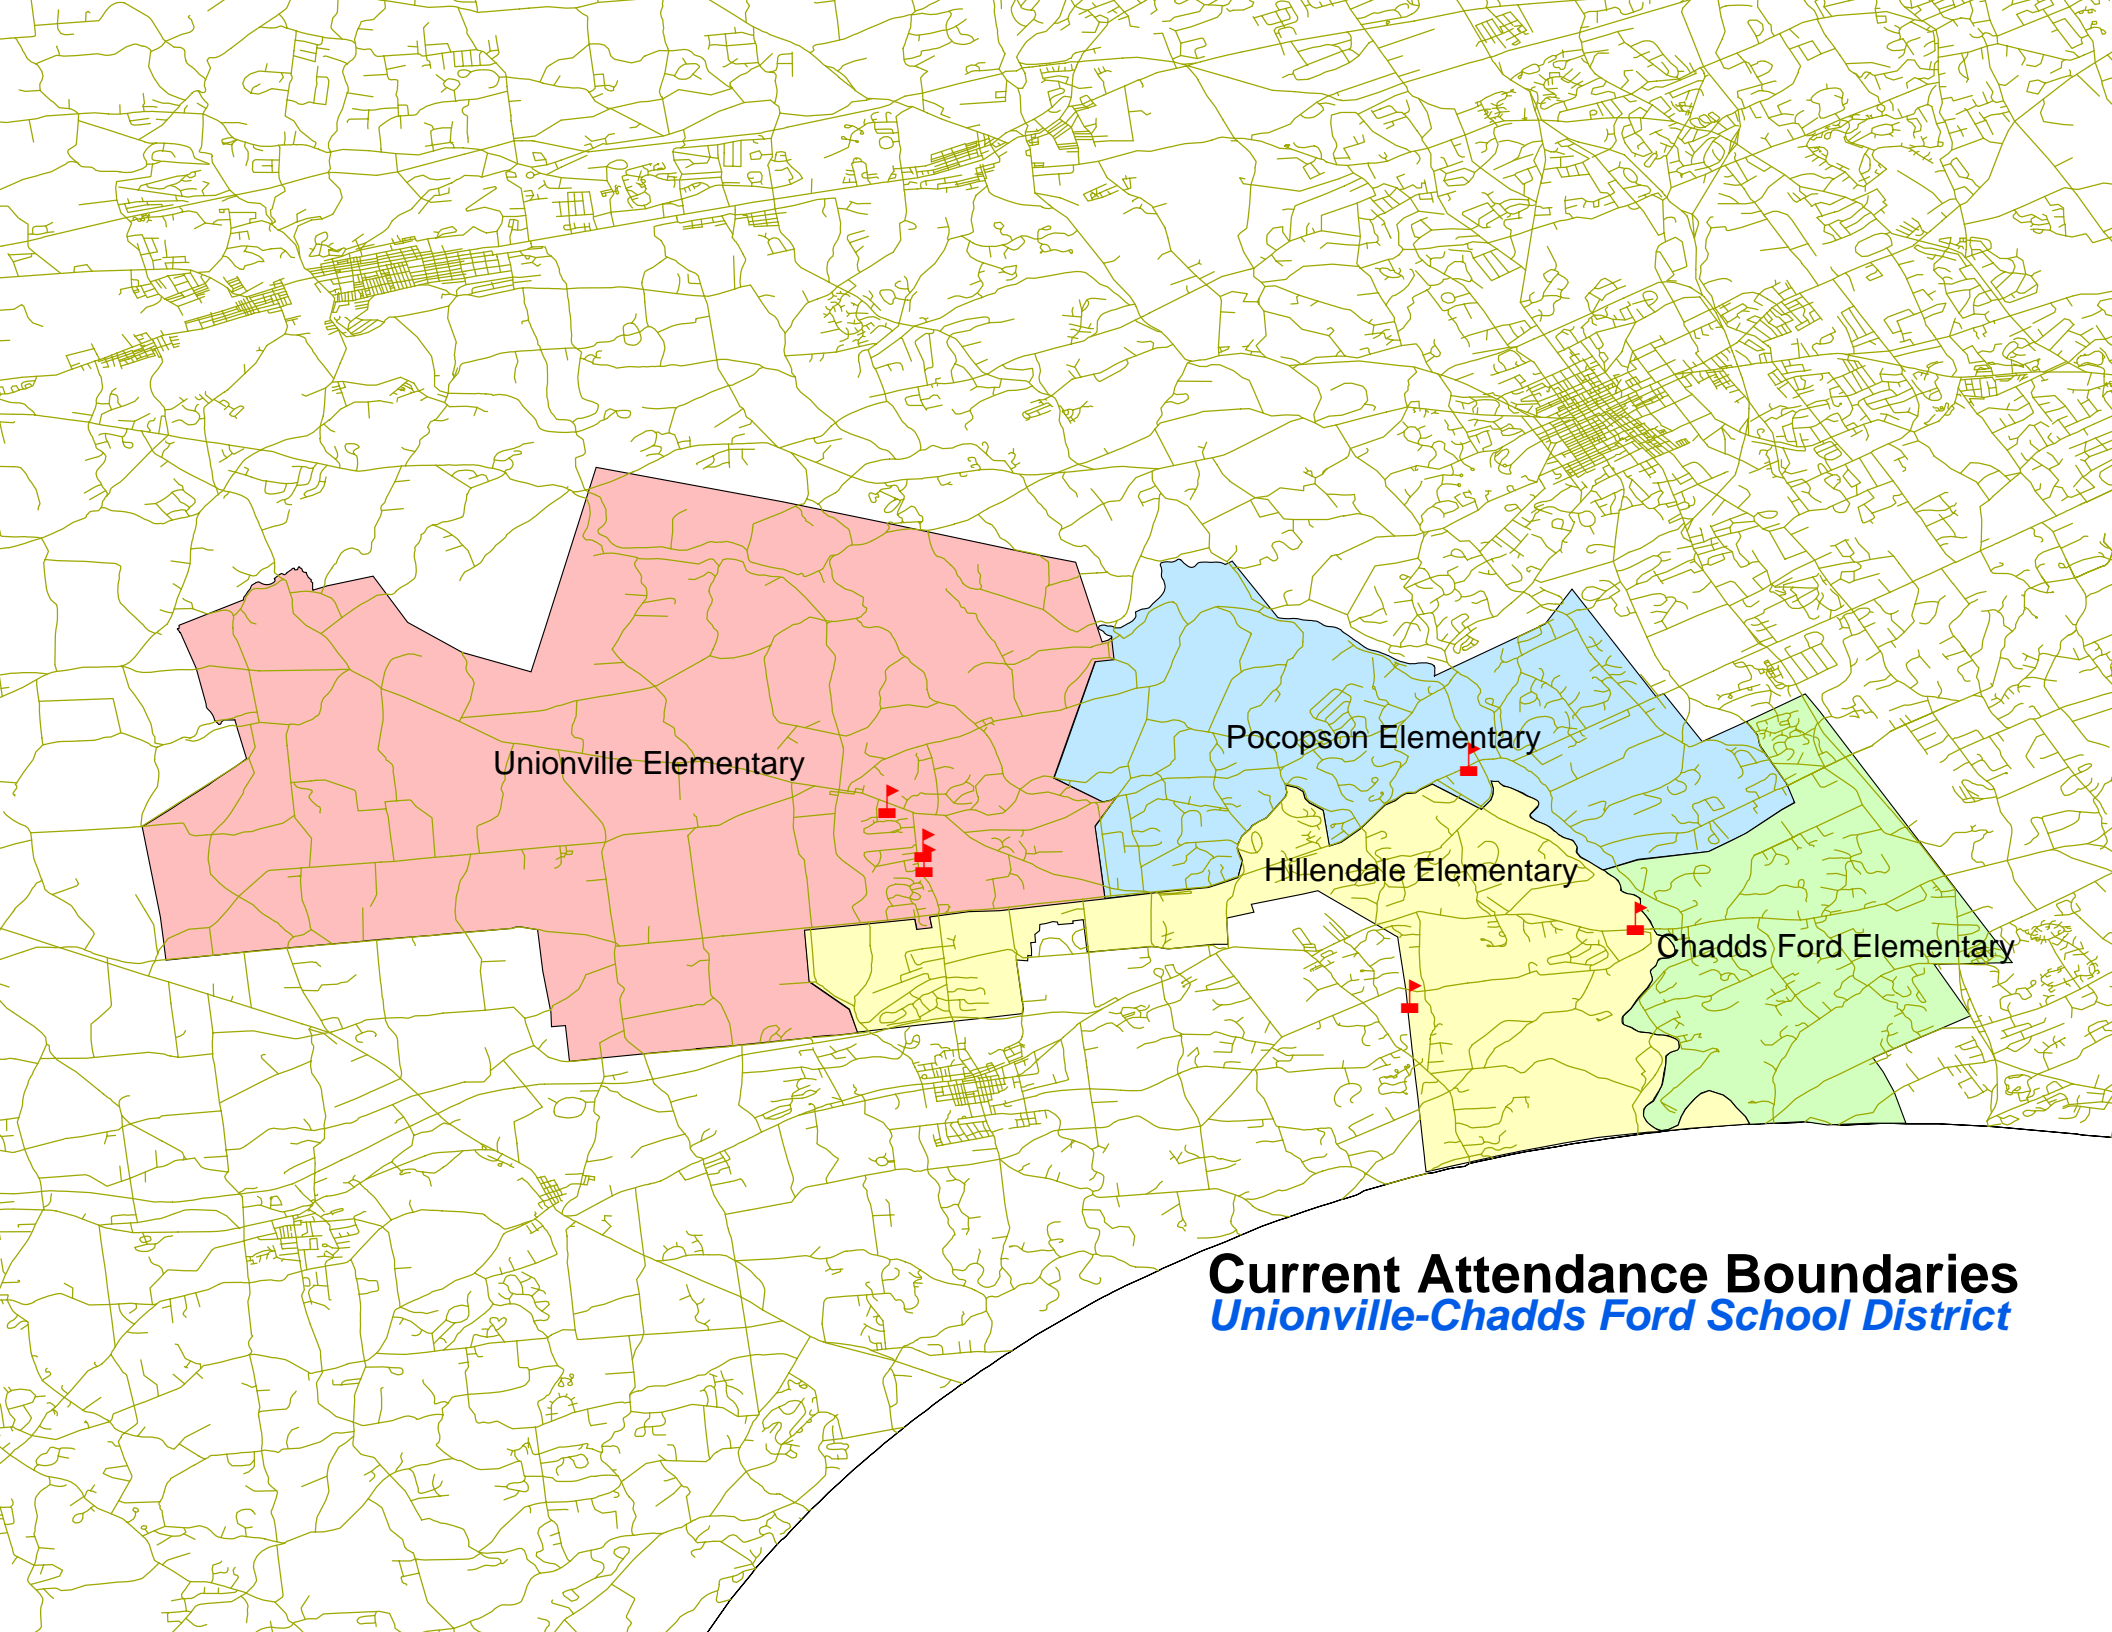 Pocopson Elementary
Unionville Elementary
Hillendale Elementary
Chadds Ford Elementary
Current Attendance Boundaries
Unionville-Chadds Ford School District